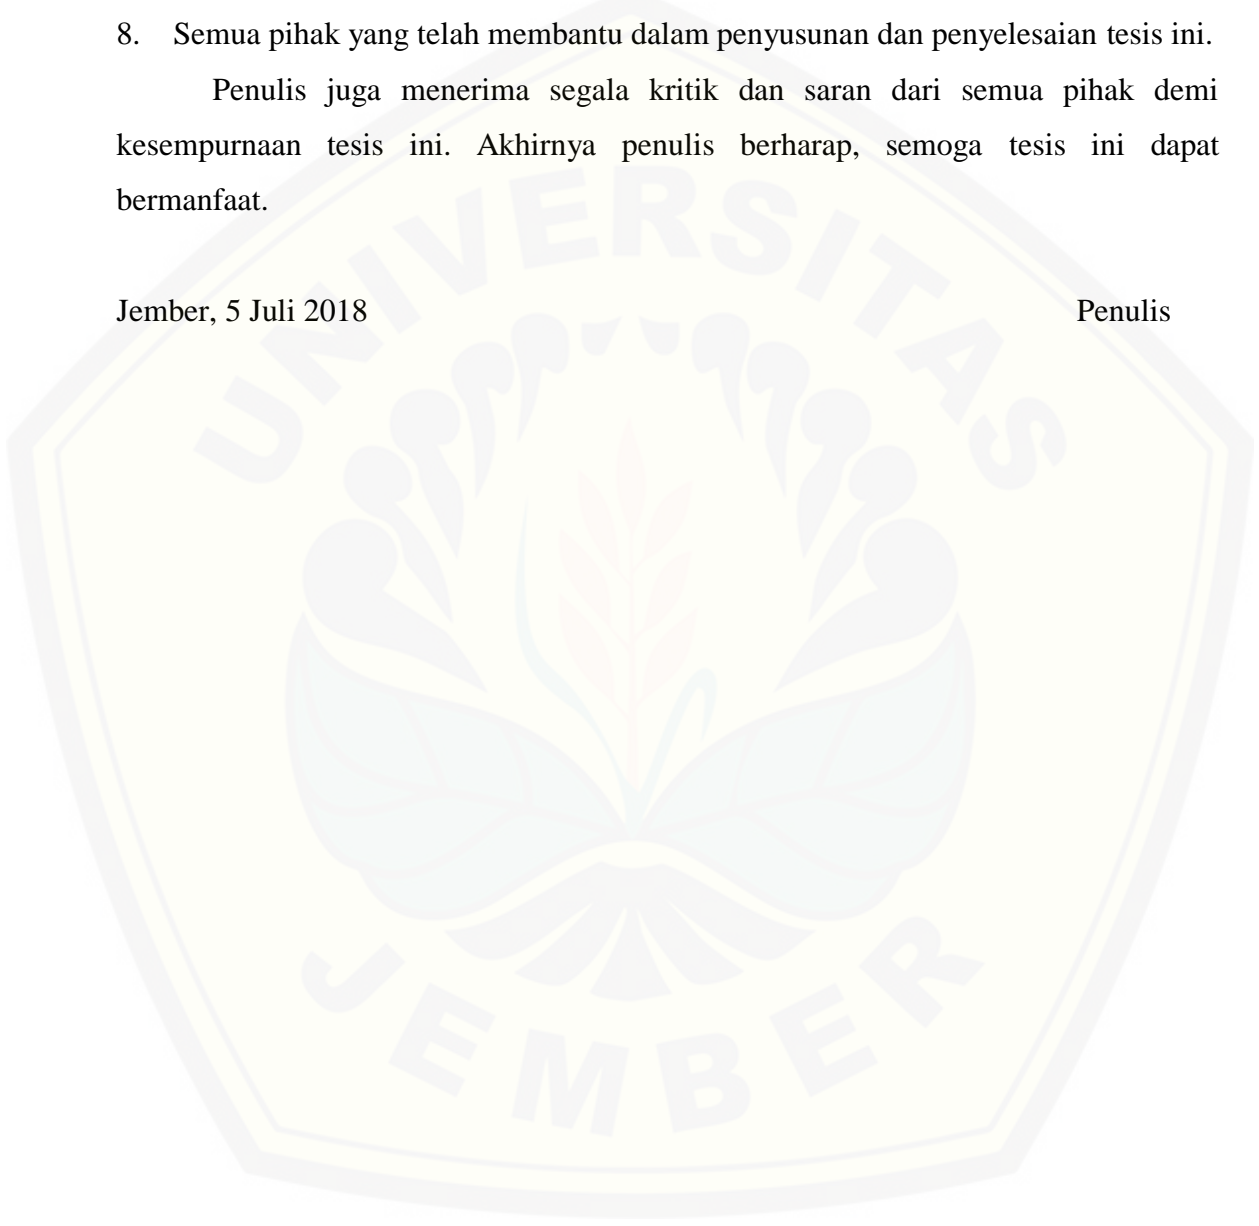 8. Semua pihak yang telah membantu dalam penyusunan dan penyelesaian tesis ini.
Penulis juga menerima segala kritik dan saran dari semua pihak demi
kesempurnaan tesis ini. Akhirnya penulis berharap, semoga tesis ini dapat
bermanfaat.
Jember, 5 Juli 2018 Penulis
UNIVERSITAS
JEMBER